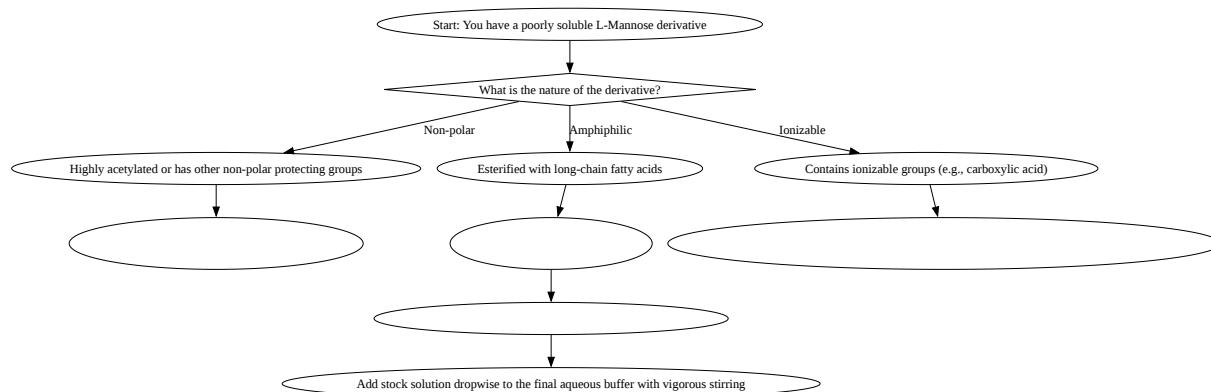 Start: You have a poorly soluble L-Mannose derivative
What is the nature of the derivative?
Non-polar
Amphiphilic
Ionizable
Highly acetylated or has other non-polar protecting groups
Esterified with long-chain fatty acids
Contains ionizable groups (e.g., carboxylic acid)
Add stock solution dropwise to the final aqueous buffer with vigorous stirring